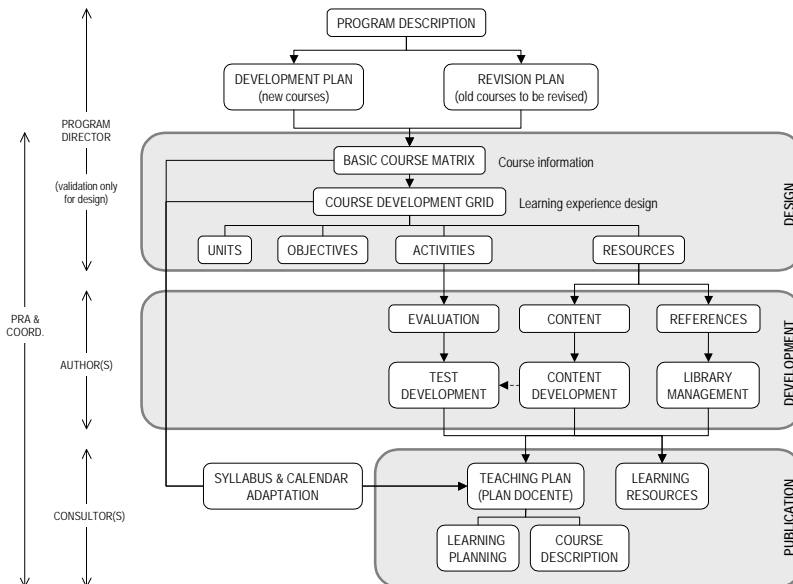 PROGRAM DESCRIPTION
DEVELOPMENT PLAN
(new courses)
REVISION PLAN
(old courses to be revised)
PROGRAM
DIRECTOR
(validation only
for design)
BASIC COURSE MATRIX
Course information
COURSE DEVELOPMENT GRID
Learning experience design
UNITS
OBJECTIVES
ACTIVITIES
RESOURCES
DESIGN
PRA &
COORD.
AUTHOR(S)
EVALUATION
CONTENT
REFERENCES
TEST
DEVELOPMENT
CONTENT
DEVELOPMENT
LIBRARY
MANAGEMENT
DEVELOPMENT
CONSULTOR(S)
SYLLABUS & CALENDAR
ADAPTATION
TEACHING PLAN
(PLAN DOCENTE)
LEARNING
RESOURCES
LEARNING
PLANNING
COURSE
DESCRIPTION
PUBLICATION